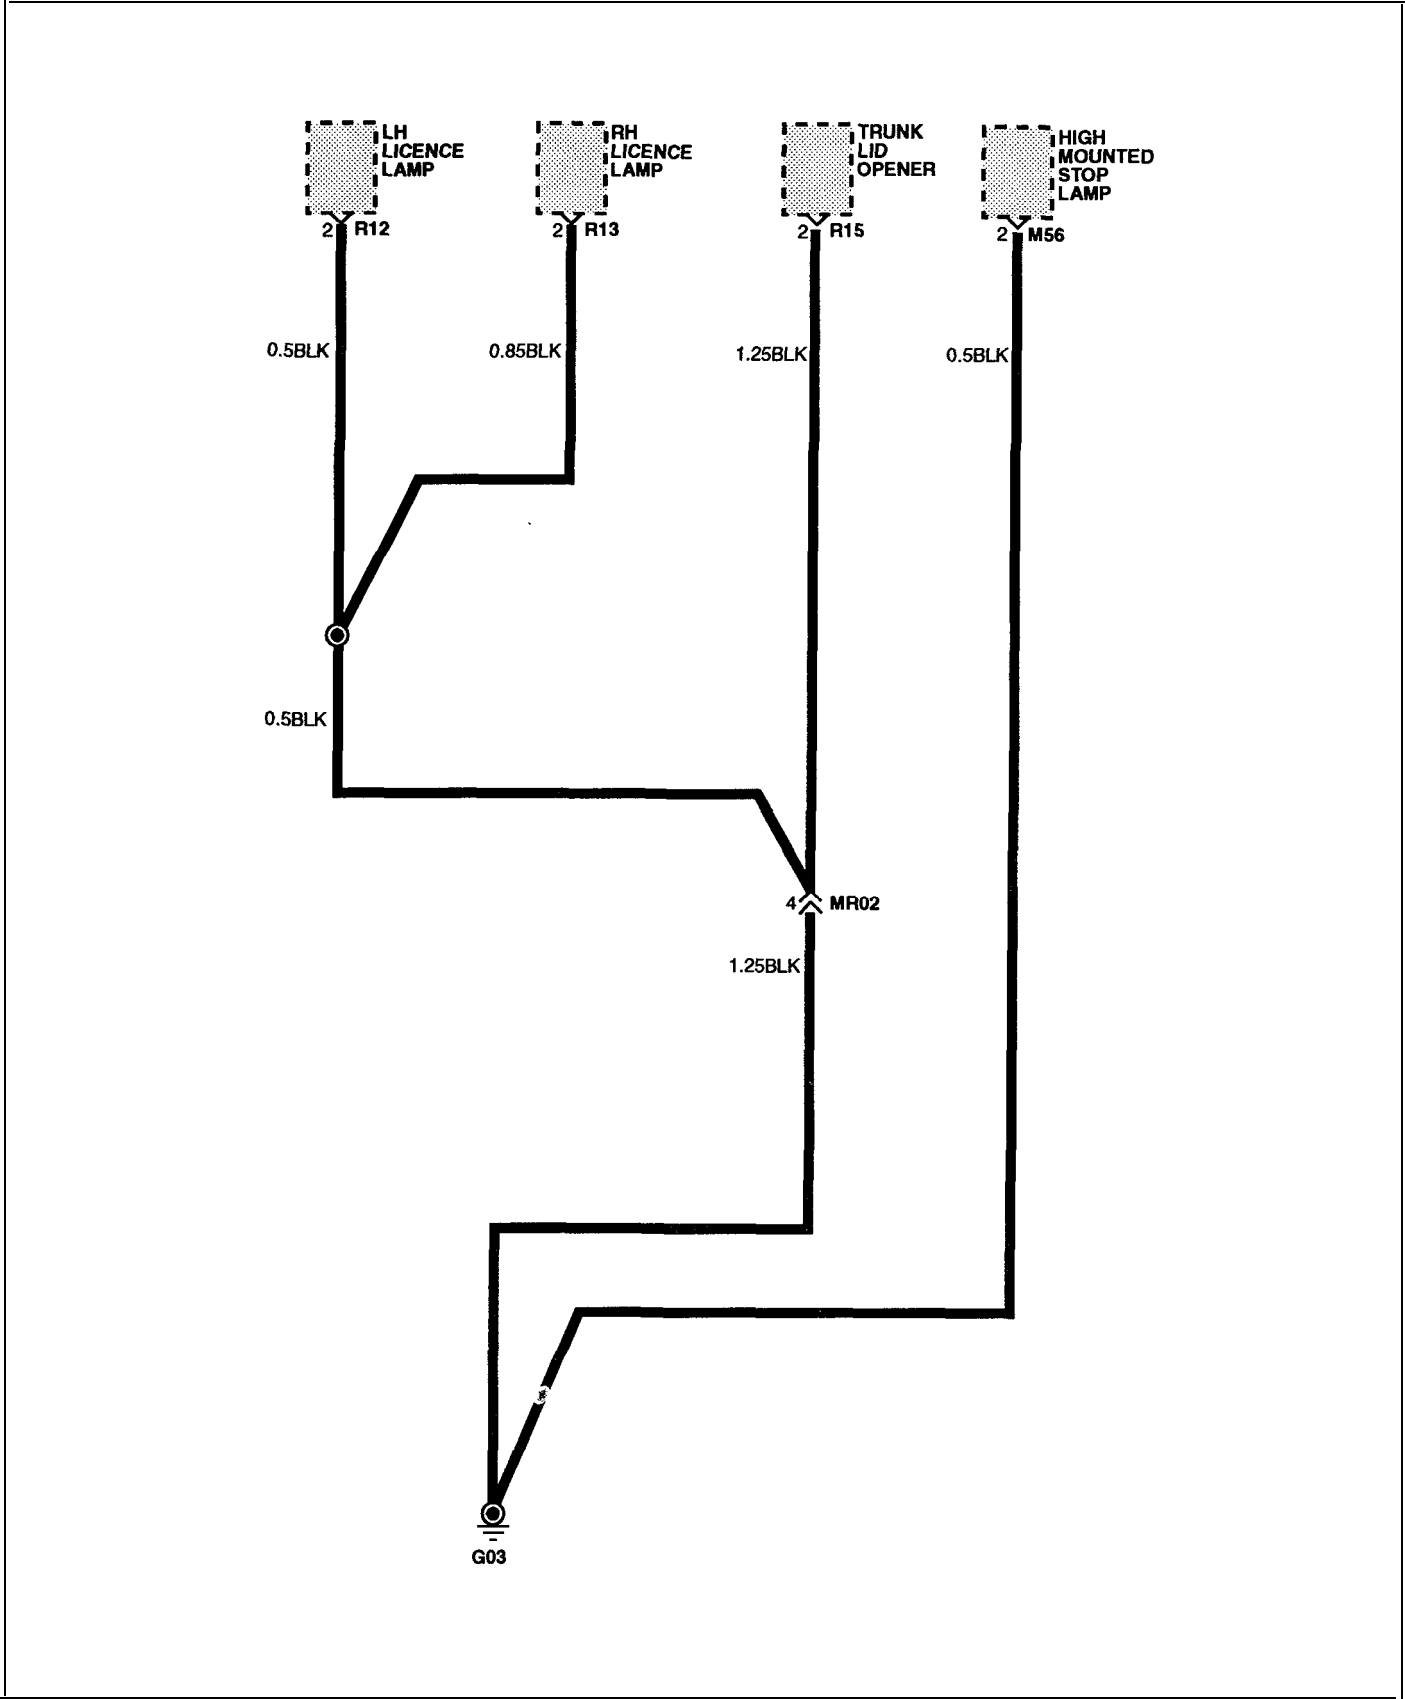 LH
LICENCE
LAMP
RH
LICENCE
LAMP
TRUNK
LID
OPENER
HIGH
MOUNTED
STOP
LAMP
2 R12
2 R13
2 R15
2 M56
0.5BLK
0.85BLK
1.25BLK
0.5BLK
0.5BLK
4 MR02
1.25BLK
G03